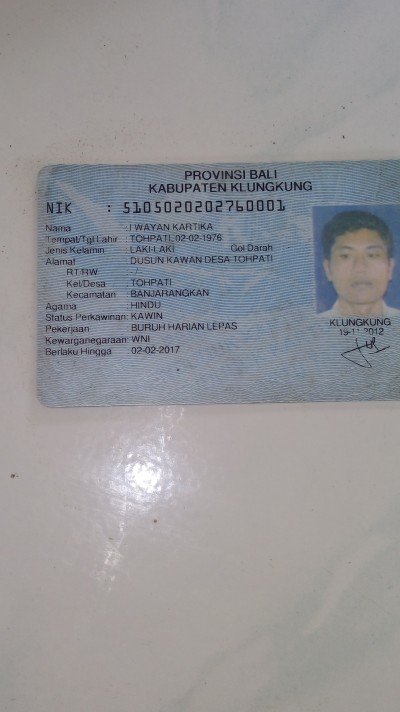 PROVINSI BALI
KABUPATEN KLUNGKUNG
NIK : 5105020202760001
Nama : I WAYAN KARTIKA
Tempat/Tgl Lahir : TOHPATI, 02-02-1976
Jenis Kelamin : LAKI-LAKI Gol Darah
Alamat : DUSUN KAWAN DESA TOHPATI
RT/RW : - / -
Kel/Desa : TOHPATI
Kecamatan : BANJARANGKAN
Agama : HINDU
Status Perkawinan: KAWIN
Pekerjaan : BURUH HARIAN LEPAS
Kewarganegaraan: WNI
Berlaku Hingga : 02-02-2017
KLUNGKUNG
19-11-2012